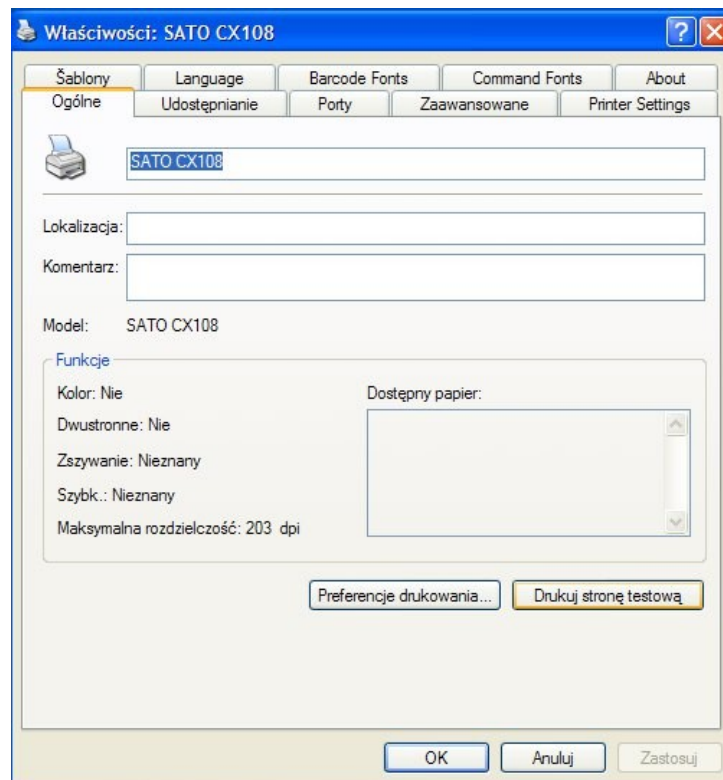 Właściwości: SATO CX108
Šablony Language Barcode Fonts Command Fonts About
Ogólne Udostępnianie Porty Zaawansowane Printer Settings
SATO CX108
Lokalizacja:
Komentarz:
Model: SATO CX108
Funkcje
Kolor: Nie Dostępny papier:
Dwustronne: Nie
Zszywanie: Nieznany
Szybk.: Nieznany
Maksymalna rozdzielczość: 203 dpi
Preferencje drukowania... Drukuj stronę testową
OK Anuluj Zastosuj